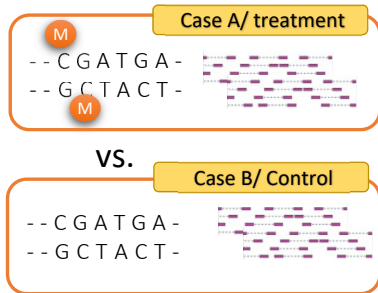 Case A/ treatment
M
--CGATGA-
--GCTACT-
M
vs.
Case B/ Control
--CGATGA-
--GCTACT-